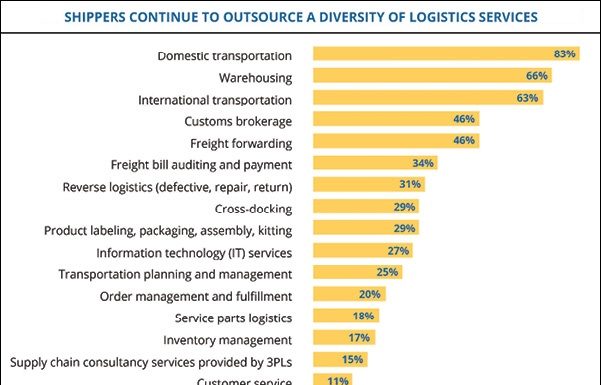 SHIPPERS CONTINUE TO OUTSOURCE A DIVERSITY OF LOGISTICS SERVICES
Domestic transportation 83%
Warehousing 66%
International transportation 63%
Customs brokerage 46%
Freight forwarding 46%
Freight bill auditing and payment 34%
Reverse logistics (defective, repair, return) 31%
Cross-docking 29%
Product labeling, packaging, assembly, kitting 29%
Information technology (IT) services 27%
Transportation planning and management 25%
Order management and fulfillment 20%
Service parts logistics 18%
Inventory management 17%
Supply chain consultancy services provided by 3PLs 15%
Customer service 11%